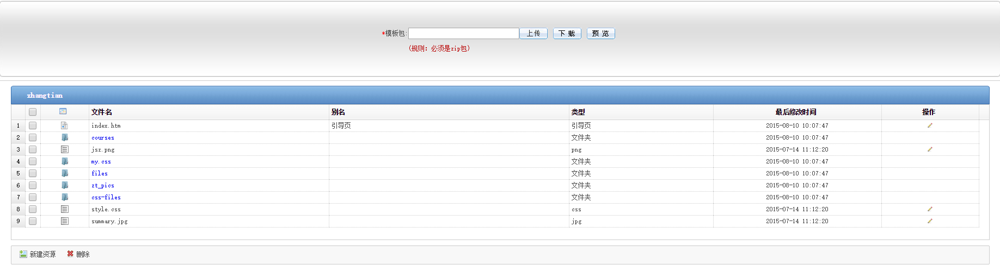 *模板包: 上传 下 载 预 览
(规则: 必须是zip包)
zhangtian
文件名 别名 类型 最后修改时间 操作
1 index.htm 引导页 引导页 2015-08-10 10:07:47
2 courses 文件夹 2015-08-10 10:07:47
3 jsz.png png 2015-07-14 11:12:20
4 my.css 文件夹 2015-08-10 10:07:47
5 files 文件夹 2015-08-10 10:07:47
6 zt_pics 文件夹 2015-08-10 10:07:47
7 css-files 文件夹 2015-08-10 10:07:47
8 style.css css 2015-07-14 11:12:20
9 summary.jpg jpg 2015-07-14 11:12:20
新建资源 删除